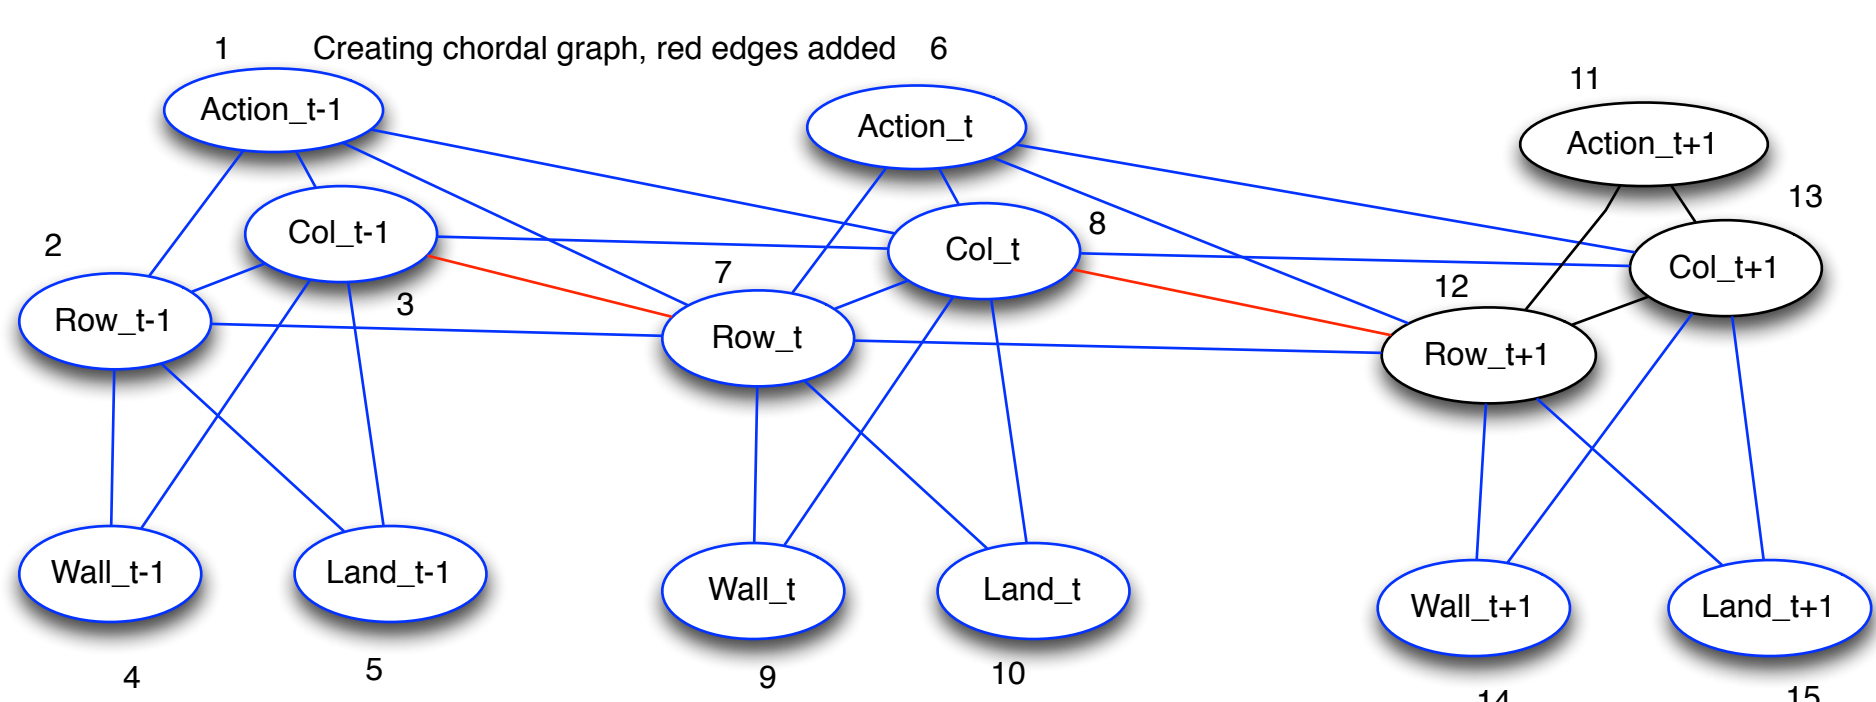 1
Creating chordal graph, red edges added
6
11
Action_t-1
Action_t
Action_t+1
13
2
Col_t-1
8
Col_t
Col_t+1
7
12
3
Row_t-1
Row_t
Row_t+1
Wall_t-1
Land_t-1
Wall_t
Land_t
Wall_t+1
Land_t+1
4
5
9
10
14
15